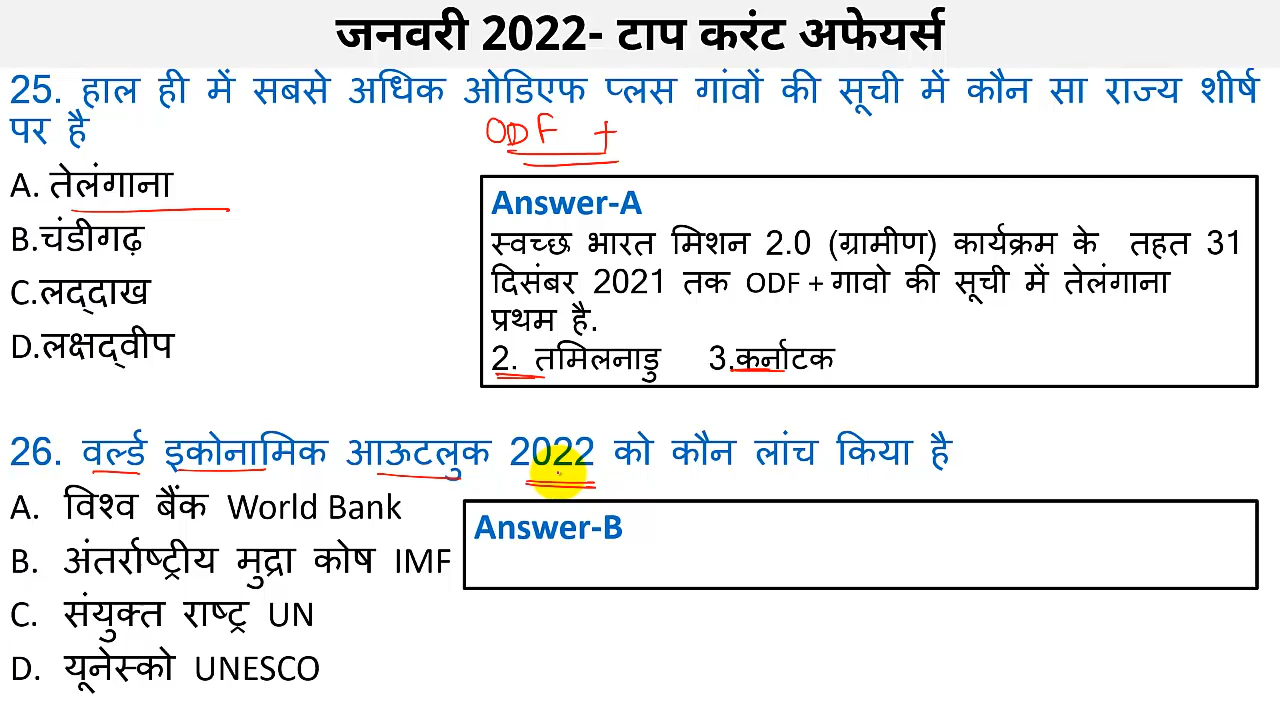 जनवरी 2022- टाप करंट अफेयर्स
25. हाल ही में सबसे अधिक ओडिएफ प्लस गांवों की सूची में कौन सा राज्य शीर्ष
पर है
ODF +
A. तेलंगाना
B.चंडीगढ़
C.लद्दाख
D.लक्षद्वीप
Answer-A
स्वच्छ भारत मिशन 2.0 (ग्रामीण) कार्यक्रम के तहत 31
दिसंबर 2021 तक ODF + गावो की सूची में तेलंगाना
प्रथम है.
2. तमिलनाडु 3.कर्नाटक
26. वर्ल्ड इकोनामिक आऊटलुक 2022 को कौन लांच किया है
A. विश्व बैंक World Bank
B. अंतर्राष्ट्रीय मुद्रा कोष IMF
C. संयुक्त राष्ट्र UN
D. यूनेस्को UNESCO
Answer-B